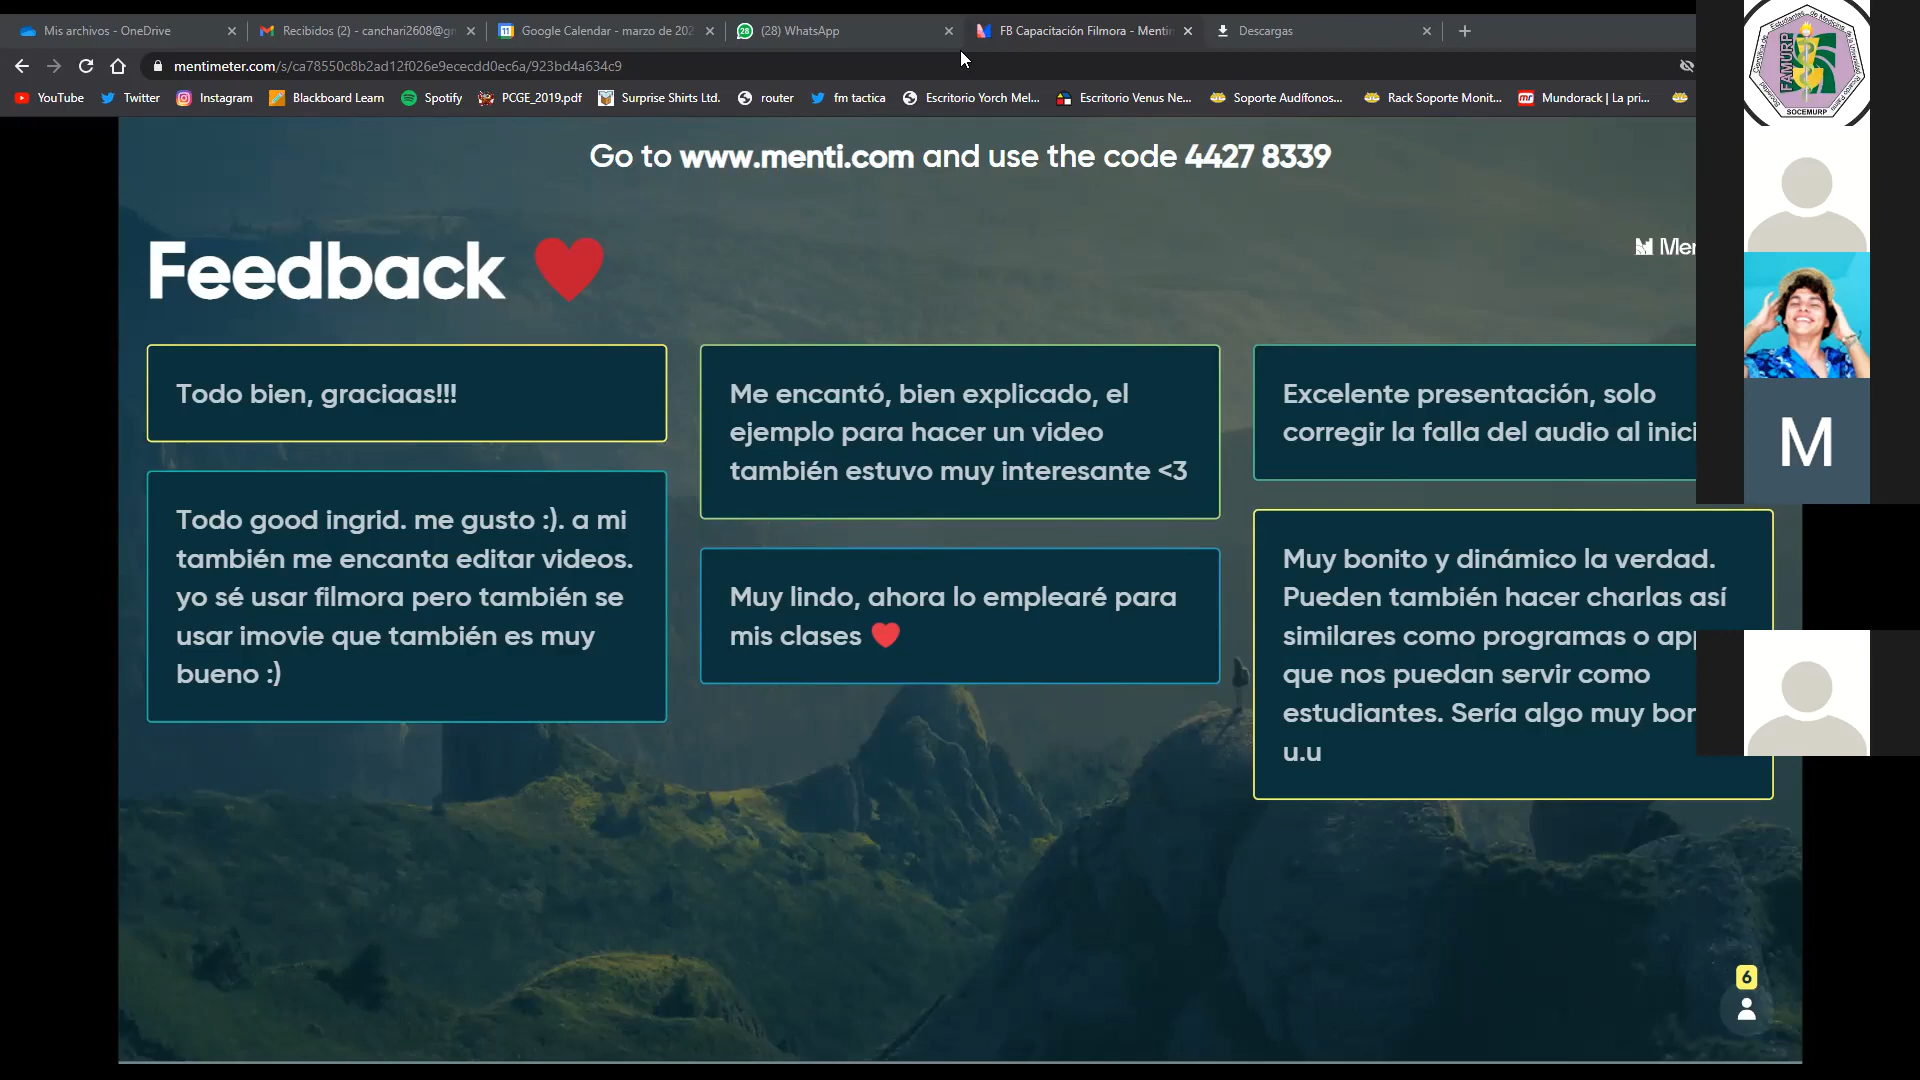 Mis archivos - OneDrive
Recibidos (2) - canchari2608@gm
Google Calendar - marzo de 202
(28) WhatsApp
FB Capacitación Filmora - Mentim
Descargas
mentimeter.com/s/ca78550c8b2ad12f026e9ececdd0ec6a/923bd4a634c9
YouTube
Twitter
Instagram
Blackboard Learn
Spotify
PCGE_2019.pdf
Surprise Shirts Ltd.
router
fm tactica
Escritorio Yorch Mel...
Escritorio Venus Ne...
Soporte Audífonos...
Rack Soporte Monit...
Mundorack | La pri...
Go to www.menti.com and use the code 4427 8339
Feedback ❤
Men
Todo bien, graciaas!!!
Todo good ingrid. me gusto :). a mi
también me encanta editar videos.
yo sé usar filmora pero también se
usar imovie que también es muy
bueno :)
Me encantó, bien explicado, el
ejemplo para hacer un video
también estuvo muy interesante <3
Muy lindo, ahora lo emplearé para
mis clases ❤
Excelente presentación, solo
corregir la falla del audio al inici
Muy bonito y dinámico la verdad.
Pueden también hacer charlas así
similares como programas o app
que nos puedan servir como
estudiantes. Sería algo muy bon
u.u
6
FAMURP
SOCEMURP
M